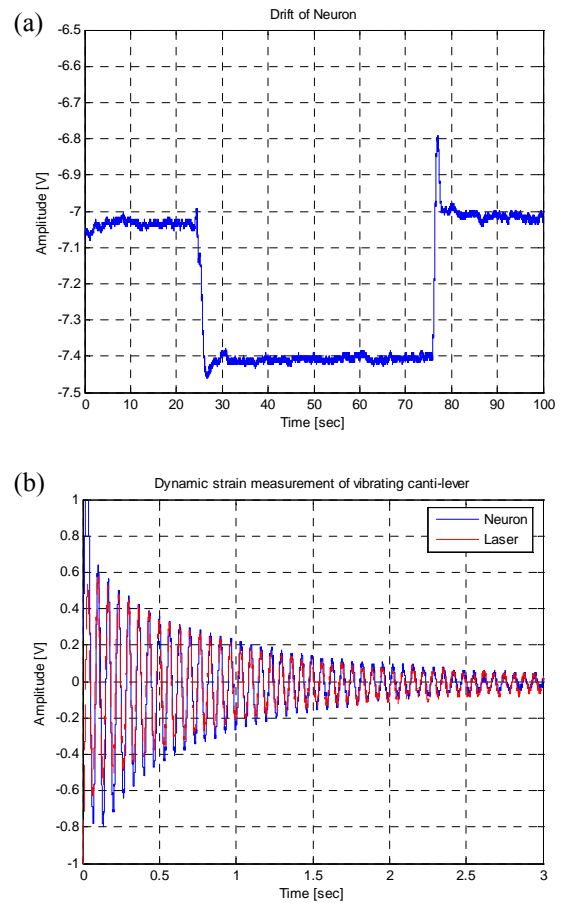 (a)
Drift of Neuron
-6.5
-6.6
-6.7
-6.8
-6.9
-7
-7.1
-7.2
-7.3
-7.4
-7.5
Amplitude [V]
0 10 20 30 40 50 60 70 80 90 100
Time [sec]
(b)
Dynamic strain measurement of vibrating canti-lever
1
0.8
0.6
0.4
0.2
0
-0.2
-0.4
-0.6
-0.8
-1
Amplitude [V]
Neuron
Laser
0 0.5 1 1.5 2 2.5 3
Time [sec]